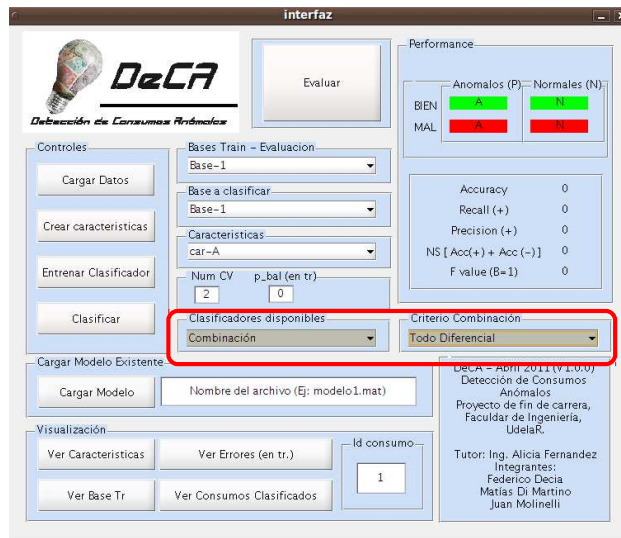 interfaz
DeCA
Detección de Consumos Anómalos
Evaluar
Performance
Anomalos (P)
Normales (N)
BIEN
A
N
MAL
A
N
Controles
Cargar Datos
Crear caracteristicas
Entrenar Clasificador
Clasificar
Bases Train - Evaluacion
Base-1
Base a clasificar
Base-1
Caracteristicas
car-A
Num CV
p_bal (en tr)
2
0
Accuracy 0
Recall (+) 0
Precision (+) 0
NS [ Acc(+) + Acc (-) ] 0
F value (B=1) 0
Clasificadores disponibles
Combinación
Criterio Combinación
Todo Diferencial
Cargar Modelo Existente
Cargar Modelo
Nombre del archivo (Ej: modelo1.mat)
Visualización
Ver Caracteristicas
Ver Errores (en tr.)
Ver Base Tr
Ver Consumos Clasificados
Id consumo
1
DeCA - Abril 2011 (V1.0.0)
Detección de Consumos
Anómalos
Proyecto de fin de carrera,
Facultar de Ingeniería,
UdelaR.
Tutor: Ing. Alicia Fernandez
Integrantes:
Federico Decia
Matías Di Martino
Juan Molinelli